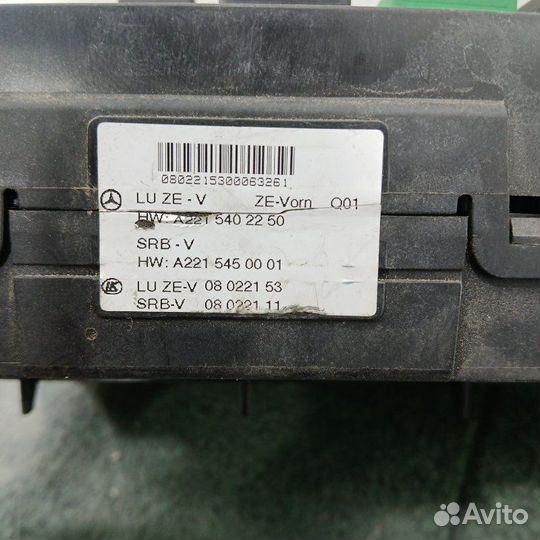 0802215300063261
LU ZE - V ZE-Vorn Q01
HW: A221 540 22 50
SRB - V
HW: A221 545 00 01
LK LU ZE-V 08 0221 53
SRB-V 08 0221 11
Avito